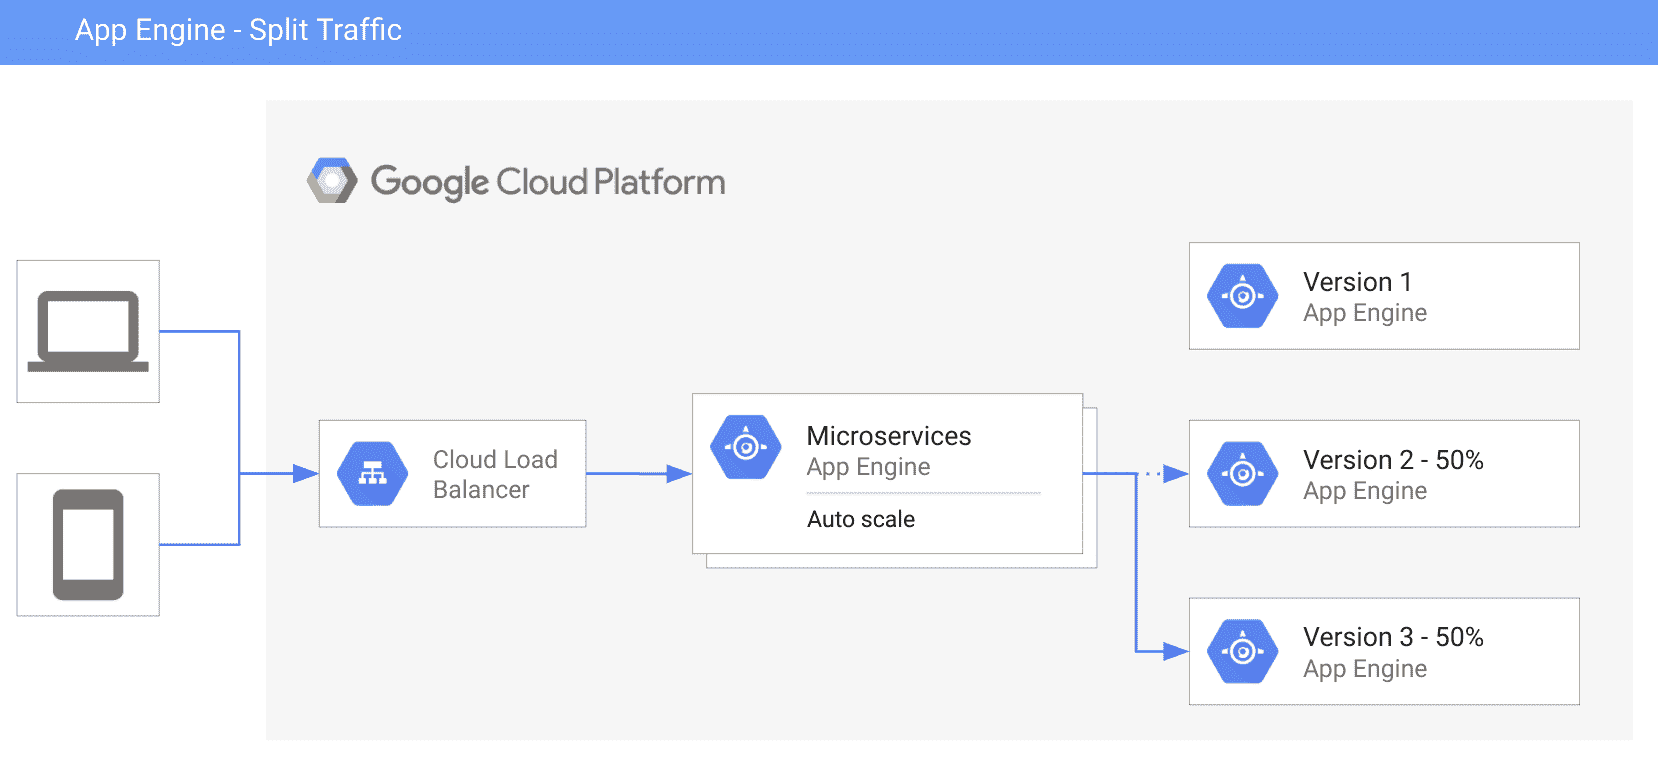 App Engine - Split Traffic
Google Cloud Platform
Version 1
App Engine
Cloud Load
Balancer
Microservices
App Engine
Auto scale
Version 2 - 50%
App Engine
Version 3 - 50%
App Engine